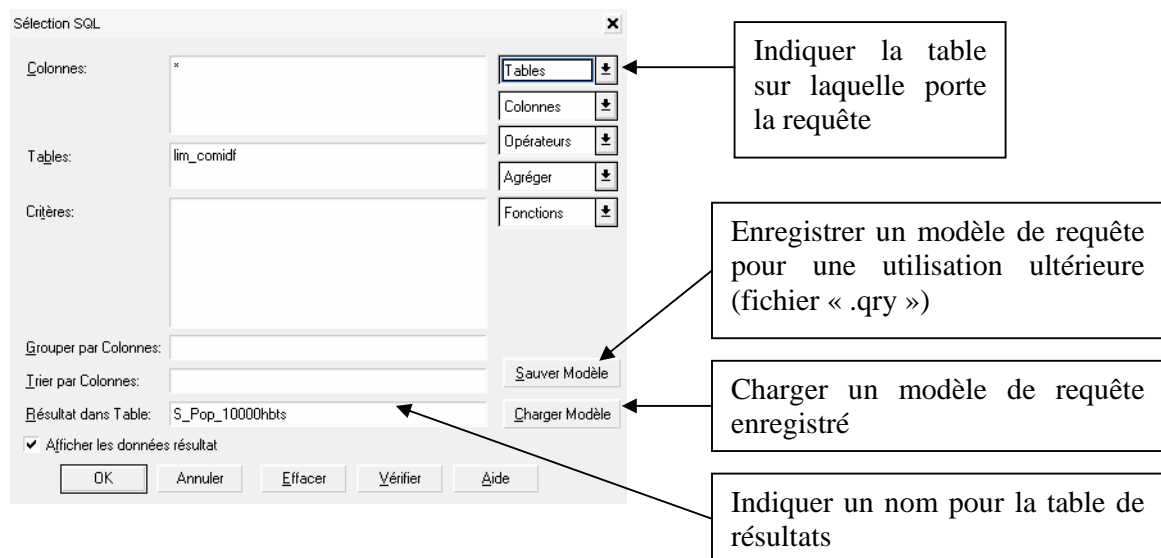 Sélection SQL
Colonnes:
*
Tables
Colonnes
Opérateurs
Agréger
Fonctions
Tables:
lim_comidf
Critères:
Grouper par Colonnes:
Trier par Colonnes:
Résultat dans Table:
S_Pop_10000hbts
Sauver Modèle
Charger Modèle
Afficher les données résultat
OK
Annuler
Effacer
Vérifier
Aide
Indiquer la table
sur laquelle porte
la requête
Enregistrer un modèle de requête
pour une utilisation ultérieure
(fichier « .qry »)
Charger un modèle de requête
enregistré
Indiquer un nom pour la table de
résultats